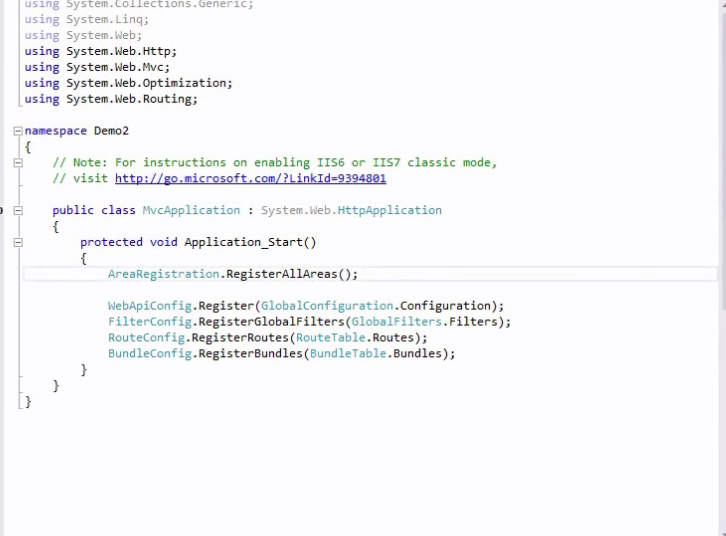 using System.Collections.Generic;
using System.Linq;
using System.Web;
using System.Web.Http;
using System.Web.Mvc;
using System.Web.Optimization;
using System.Web.Routing;
namespace Demo2
{
// Note: For instructions on enabling IIS6 or IIS7 classic mode,
// visit http://go.microsoft.com/?LinkId=9394801
public class MvcApplication : System.Web.HttpApplication
{
protected void Application_Start()
{
AreaRegistration.RegisterAllAreas();
WebApiConfig.Register(GlobalConfiguration.Configuration);
FilterConfig.RegisterGlobalFilters(GlobalFilters.Filters);
RouteConfig.RegisterRoutes(RouteTable.Routes);
BundleConfig.RegisterBundles(BundleTable.Bundles);
}
}
}